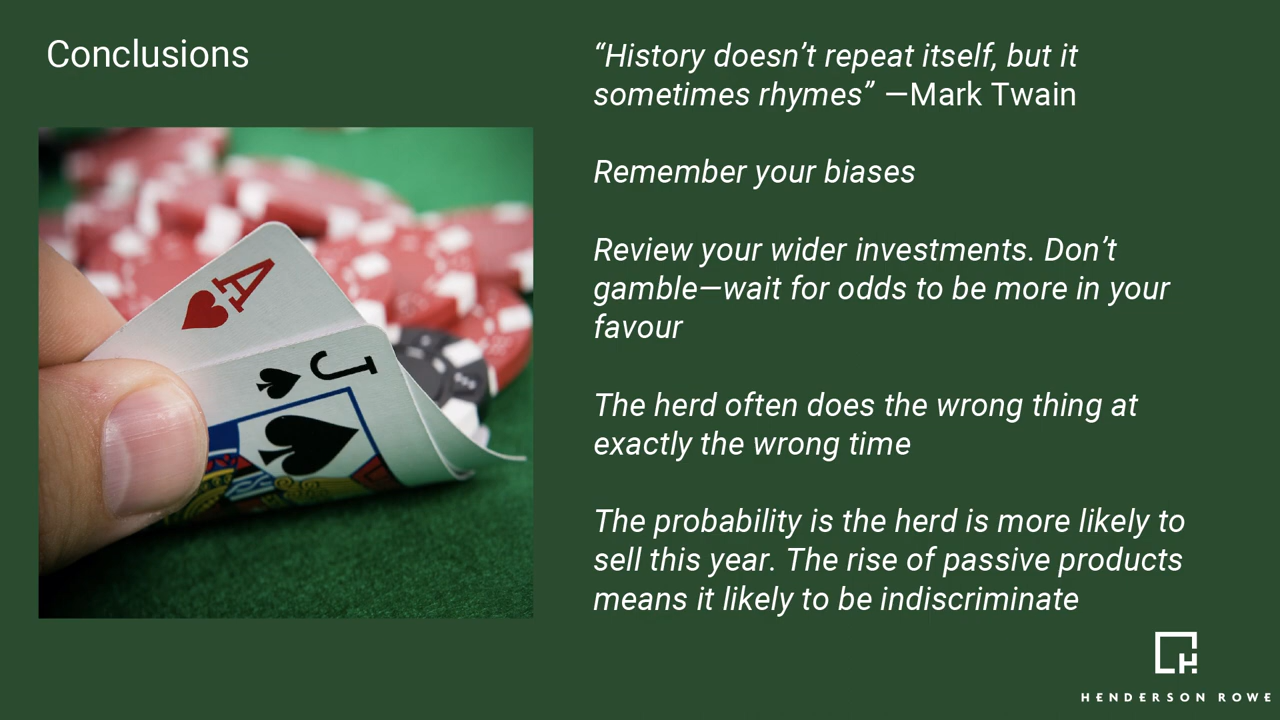 Conclusions
“History doesn’t repeat itself, but it
sometimes rhymes” —Mark Twain
Remember your biases
Review your wider investments. Don’t
gamble—wait for odds to be more in your
favour
The herd often does the wrong thing at
exactly the wrong time
The probability is the herd is more likely to
sell this year. The rise of passive products
means it likely to be indiscriminate
A
J
HENDERSON ROWE